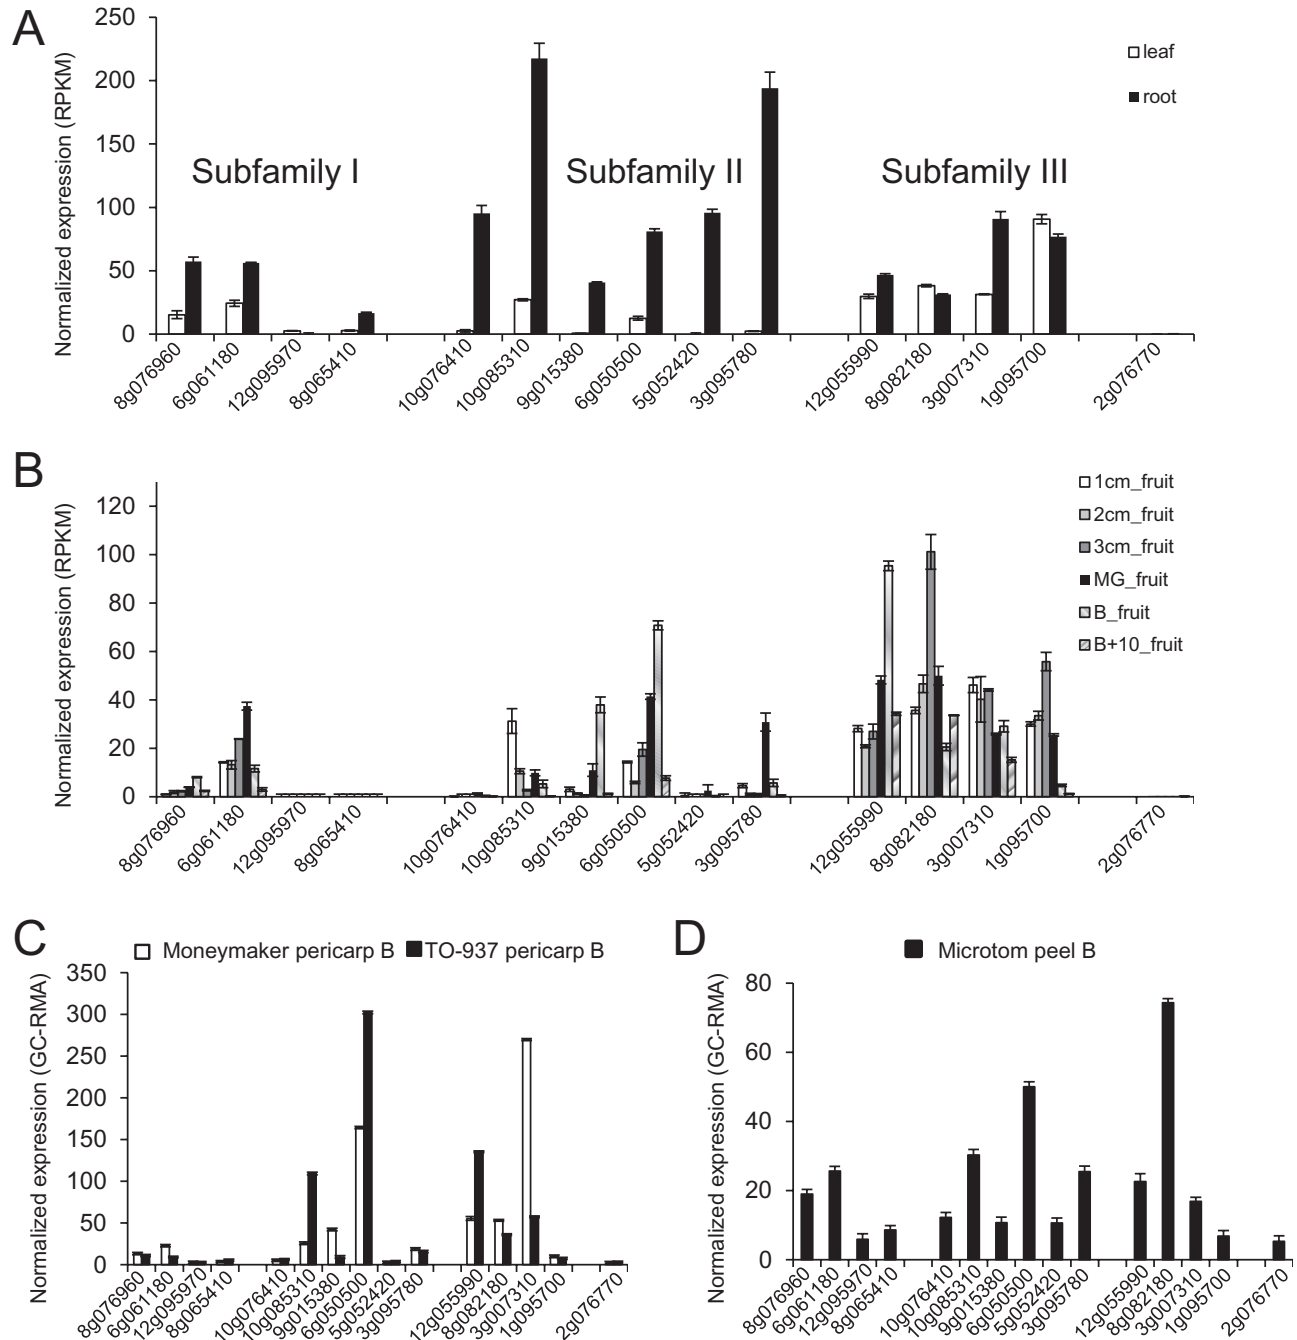 A
Normalized expression (RPKM)
250
200
150
100
50
0
leaf
root
Subfamily I
Subfamily II
Subfamily III
8g076960
6g061180
12g095970
8g065410
10g076410
10g085310
9g015380
6g050500
5g052420
3g095780
12g055990
8g082180
3g007310
1g095700
2g076770
B
Normalized expression (RPKM)
120
100
80
60
40
20
0
1cm_fruit
2cm_fruit
3cm_fruit
MG_fruit
B_fruit
B+10_fruit
8g076960
6g061180
12g095970
8g065410
10g076410
10g085310
9g015380
6g050500
5g052420
3g095780
12g055990
8g082180
3g007310
1g095700
2g076770
C
Moneymaker pericarp B
TO-937 pericarp B
Normalized expression (GC-RMA)
350
300
250
200
150
100
50
0
8g076960
6g061180
12g095970
8g065410
10g076410
10g085360
9g015380
6g050500
5g052420
3g095780
12g055990
8g082180
3g007310
1g095700
2g076770
D
Microtom peel B
Normalized expression (GC-RMA)
80
60
40
20
0
8g076960
6g061180
12g095970
8g065410
10g076410
10g085310
9g015380
6g050500
5g052420
3g095780
12g055990
8g082180
3g007310
1g095700
2g076770